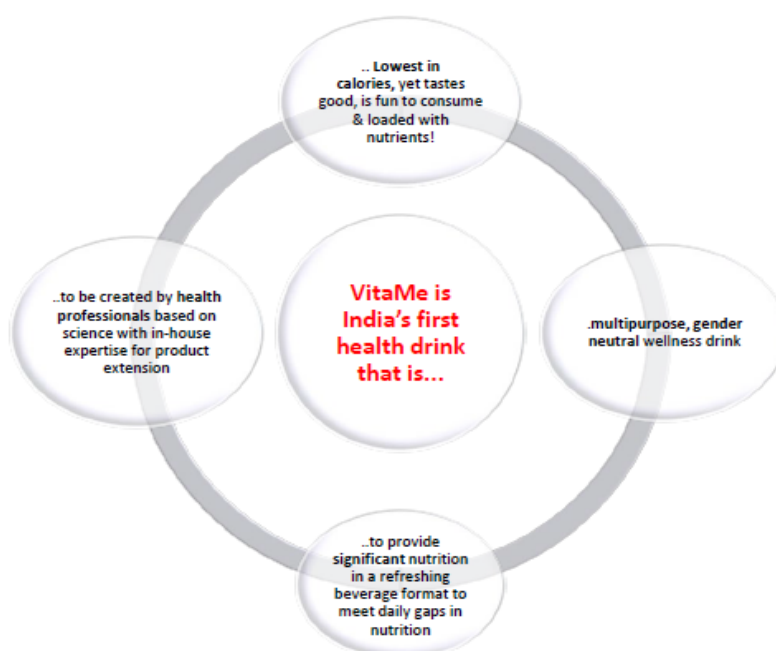 .. Lowest in
calories, yet tastes
good, is fun to consume
& loaded with
nutrients!
..to be created by health
professionals based on
science with in-house
expertise for product
extension
VitaMe is
India's first
health drink
that is...
.multipurpose, gender
neutral wellness drink
..to provide
significant nutrition
in a refreshing
beverage format to
meet daily gaps in
nutrition